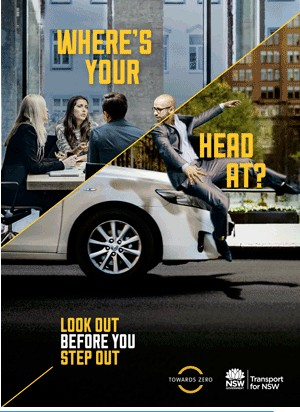 WHERE'S
YOUR
HEAD
AT?
LOOK OUT
BEFORE YOU
STEP OUT
TOWARDS ZERO
NSW
GOVERNMENT
Transport
for NSW